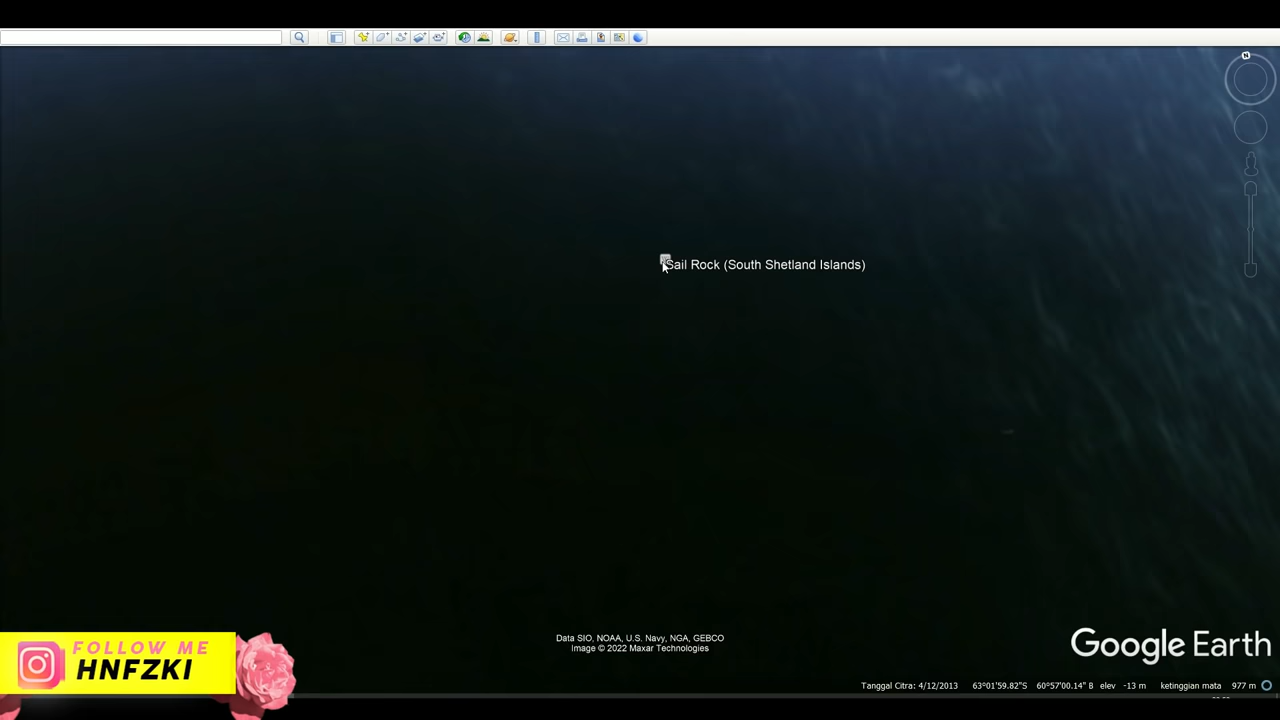 N
Sail Rock (South Shetland Islands)
Data SIO, NOAA, U.S. Navy, NGA, GEBCO
Image © 2022 Maxar Technologies
Google Earth
FOLLOW ME
HNFZKI
Tanggal Citra: 4/12/2013 63°01'59.82"S 60°57'00.14" B elev -13 m ketinggian mata 977 m